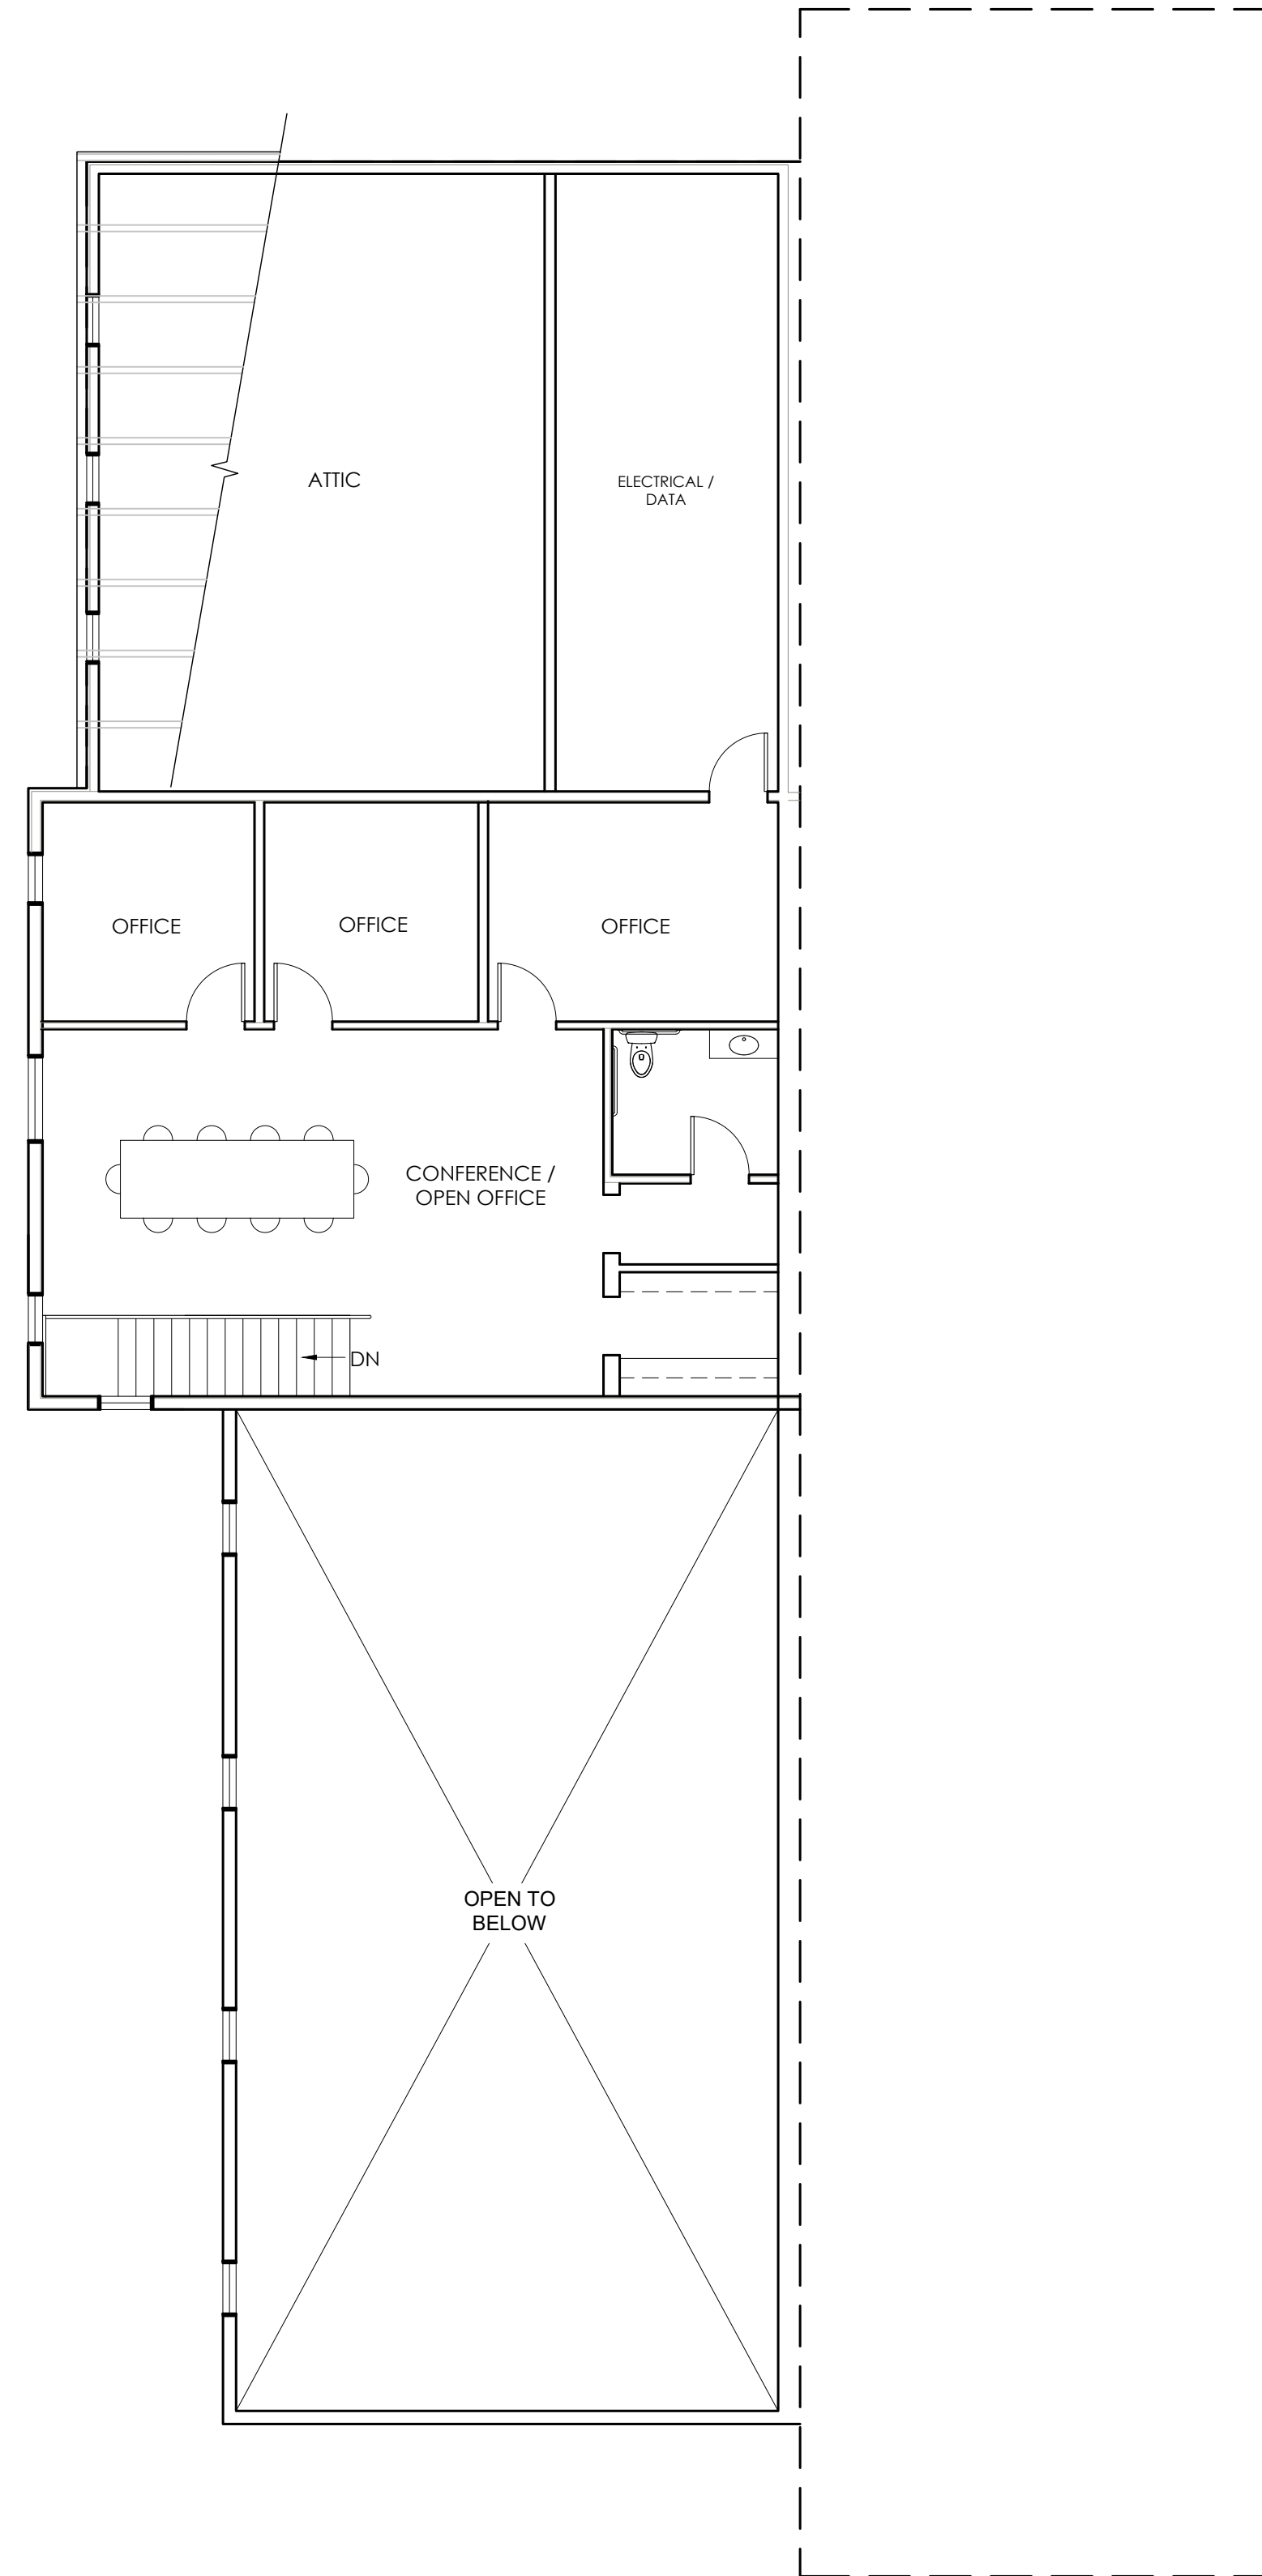 ATTIC
ELECTRICAL /
DATA
OFFICE
OFFICE
OFFICE
CONFERENCE /
OPEN OFFICE
DN
OPEN TO
BELOW